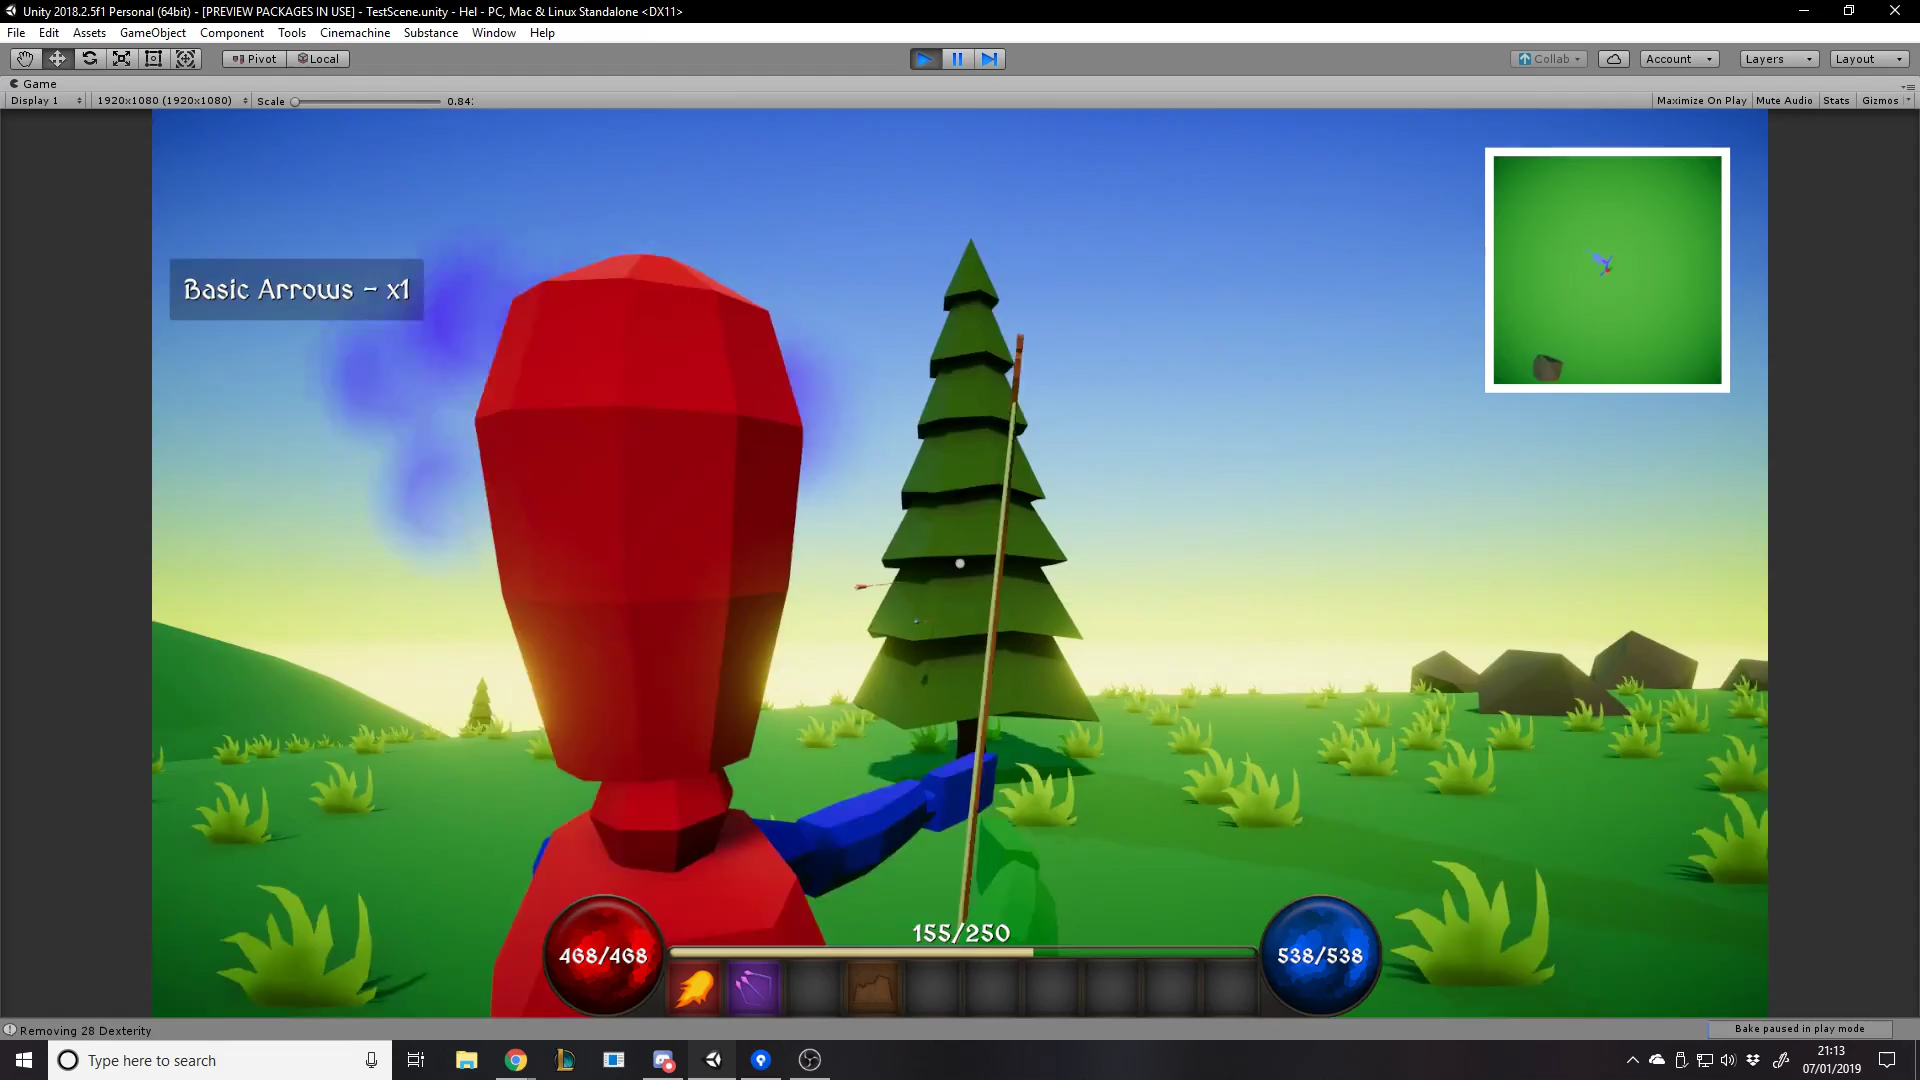 Unity 2018.2.5f1 Personal (64bit) - [PREVIEW PACKAGES IN USE] - TestScene.unity - Hel - PC, Mac & Linux Standalone <DX11>
File Edit Assets GameObject Component Tools Cinemachine Substance Window Help
Pivot Local Collab Account Layers Layout
Game
Display 1 1920x1080 (1920x1080) Scale 0.84: Maximize On Play Mute Audio Stats Gizmos
Basic Arrows - x1
155/250
468/468
538/538
Removing 28 Dexterity
Bake paused in play mode
Type here to search
21:13
07/01/2019